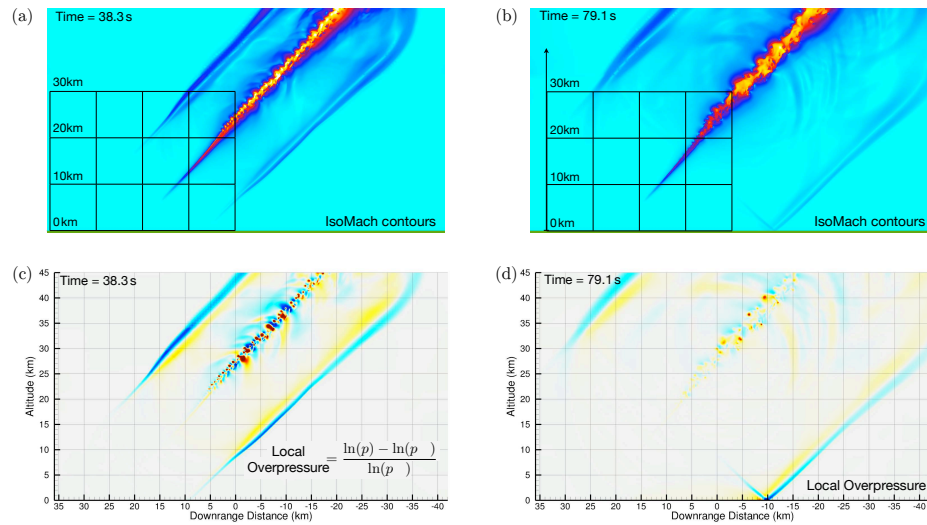 (a)
Time = 38.3 s
30km
20km
10km
0km
IsoMach contours
(b)
Time = 79.1s
30km
20km
10km
0km
IsoMach contours
(c)
Time = 38.3 s
45
40
35
30
25
20
15
10
5
0
Altitude (km)
Local
Overpressure = ln(p) − ln(p )
ln(p )
35 30 25 20 15 10 5 0 -5 -10 -15 -20 -25 -30 -35 -40
Downrange Distance (km)
(d)
Time = 79.1s
45
40
35
30
25
20
15
10
5
0
Altitude (km)
Local Overpressure
35 30 25 20 15 10 5 0 -5 -10 -15 -20 -25 -30 -35 -40
Downrange Distance (km)